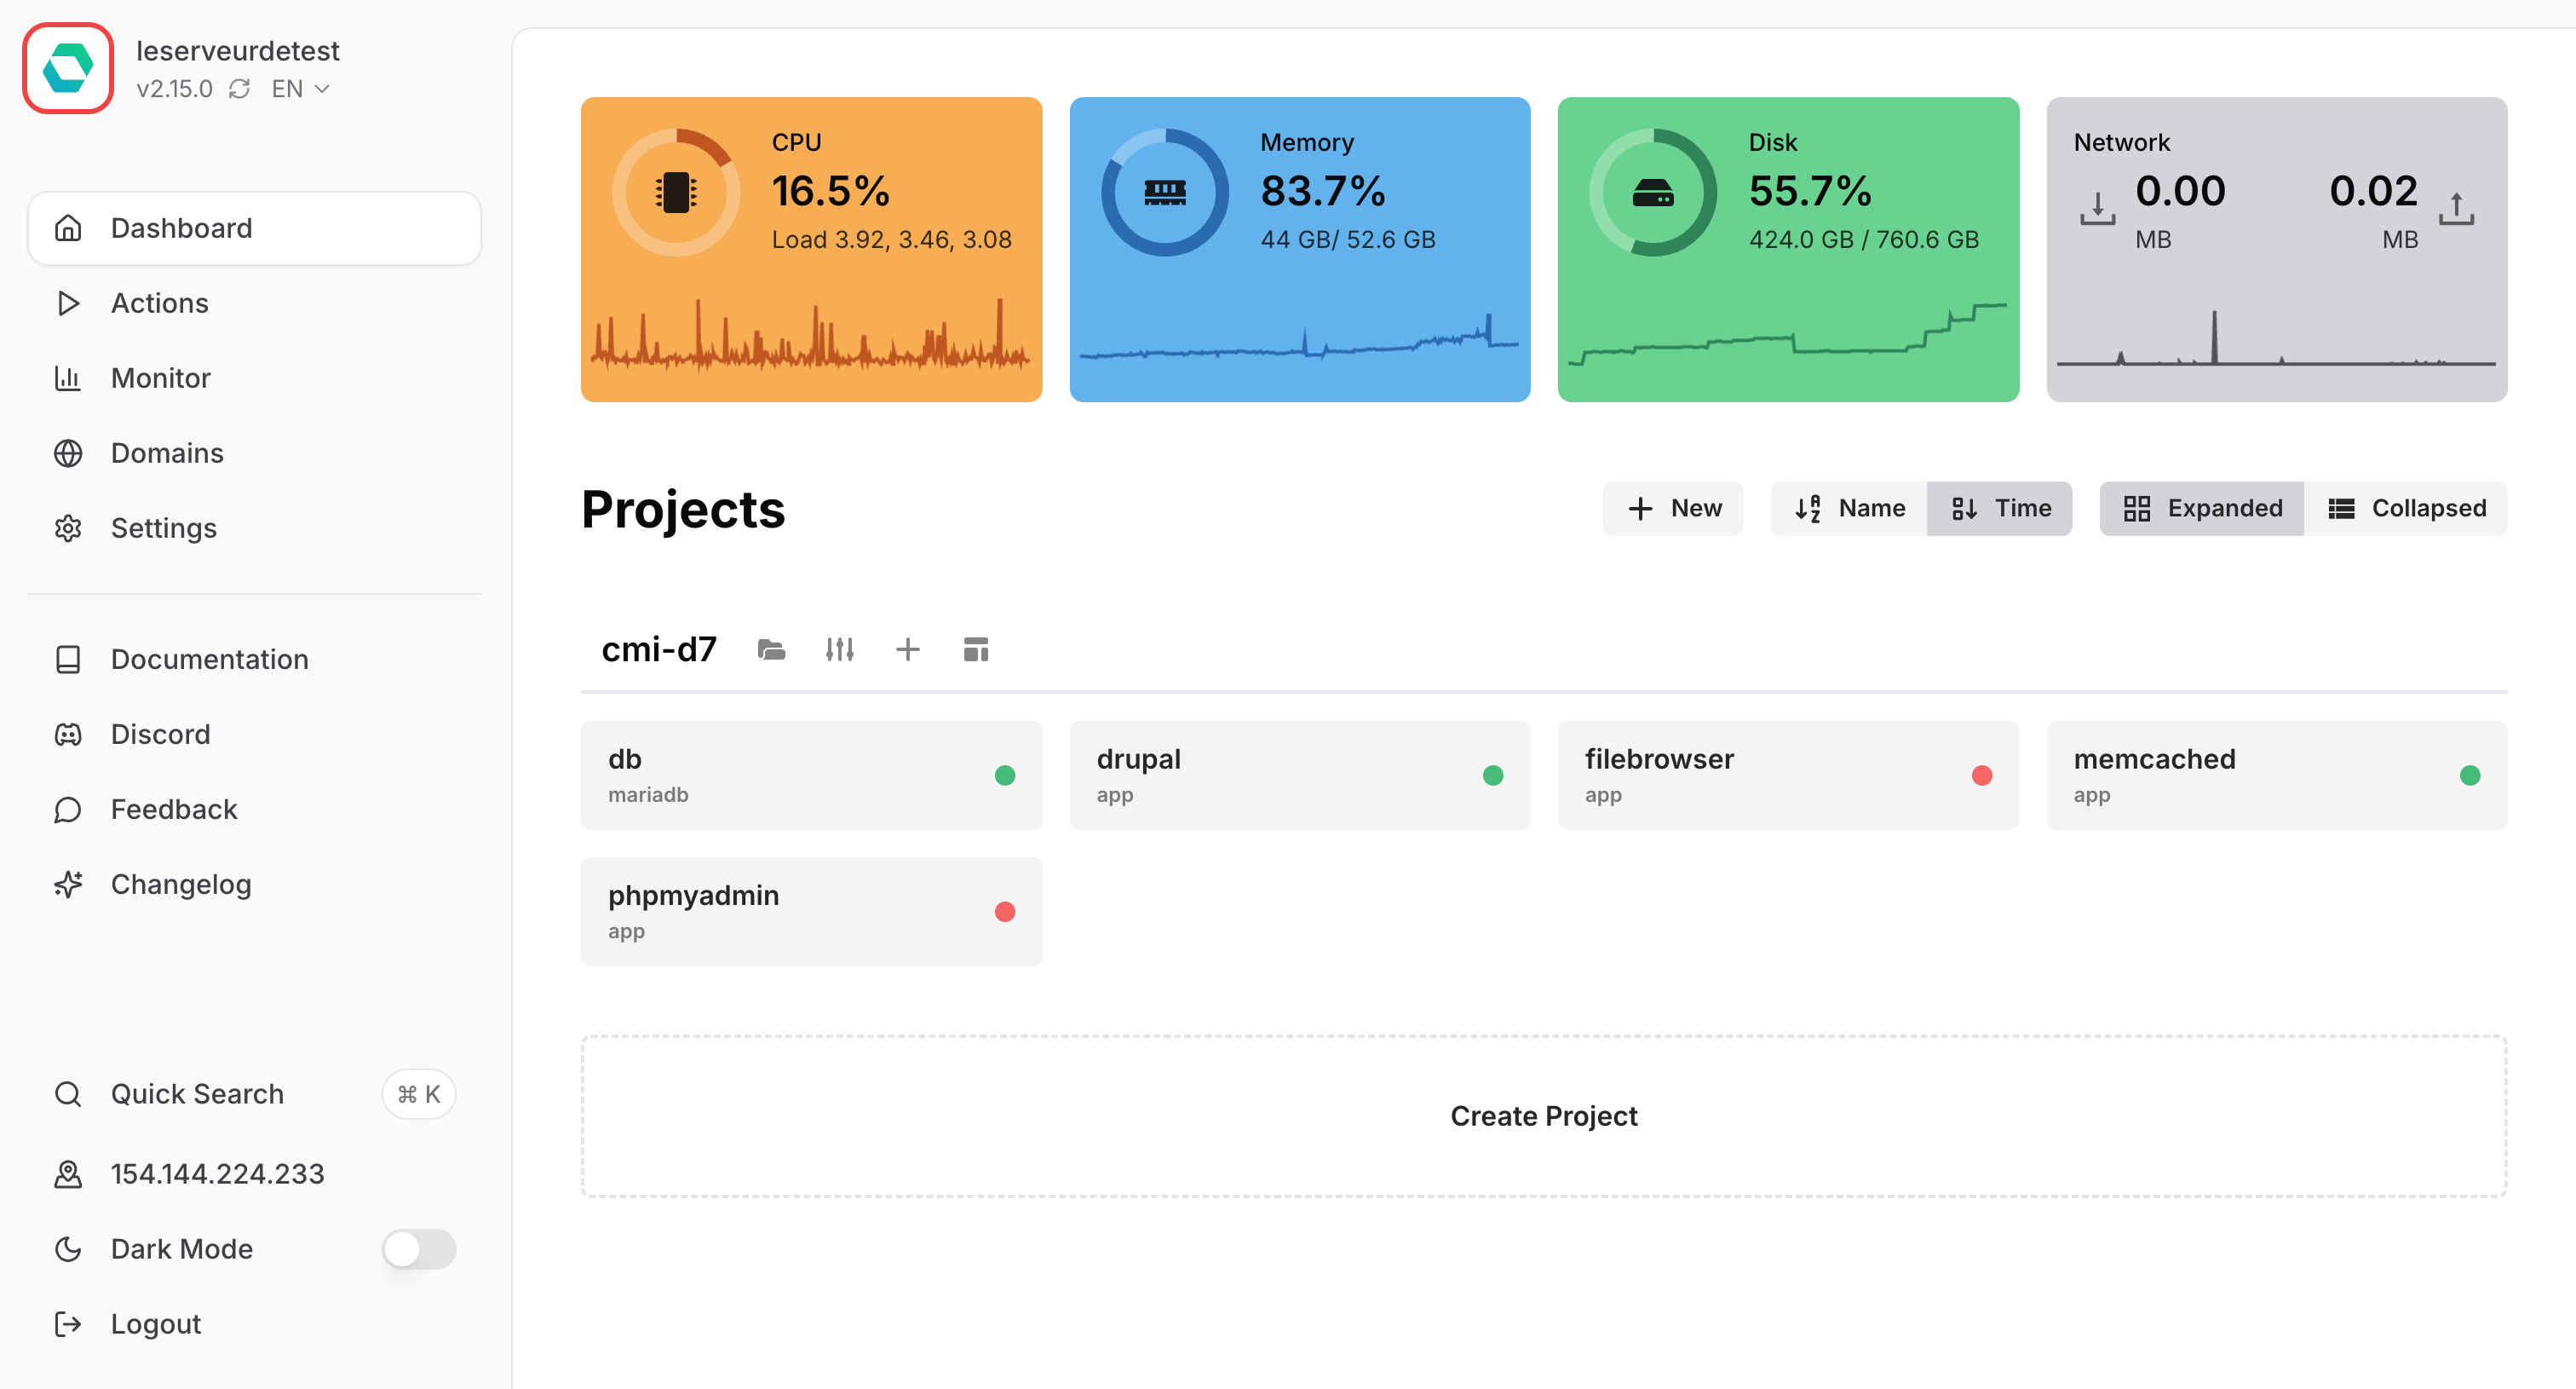 leserveurdetest
v2.15.0 EN
Dashboard
Actions
Monitor
Domains
Settings
Documentation
Discord
Feedback
Changelog
Quick Search ⌘ K
154.144.224.233
Dark Mode
Logout
CPU
16.5%
Load 3.92, 3.46, 3.08
Memory
83.7%
44 GB/ 52.6 GB
Disk
55.7%
424.0 GB / 760.6 GB
Network
0.00 0.02
MB MB
Projects
New Name Time Expanded Collapsed
cmi-d7
db
mariadb
drupal
app
filebrowser
app
memcached
app
phpmyadmin
app
Create Project